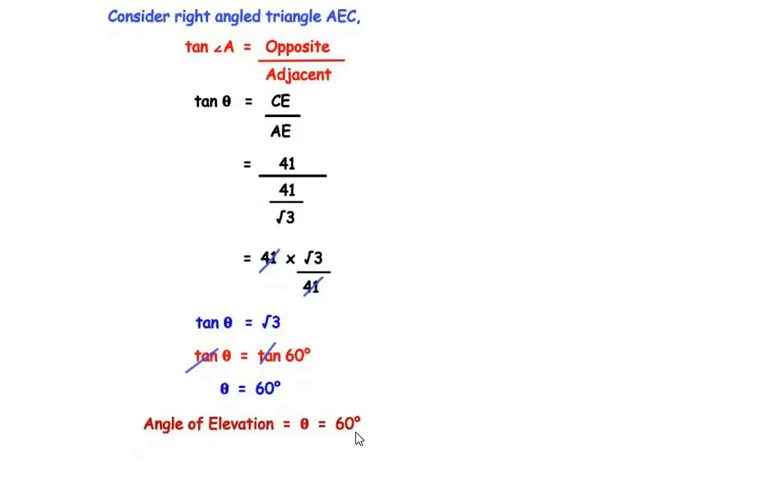 Consider right angled triangle AEC,
tan ∠A = Opposite
Adjacent
tan θ = CE
AE
= 41
41
√3
= 41 × √3
41
tan θ = √3
tan θ = tan 60°
θ = 60°
Angle of Elevation = θ = 60°